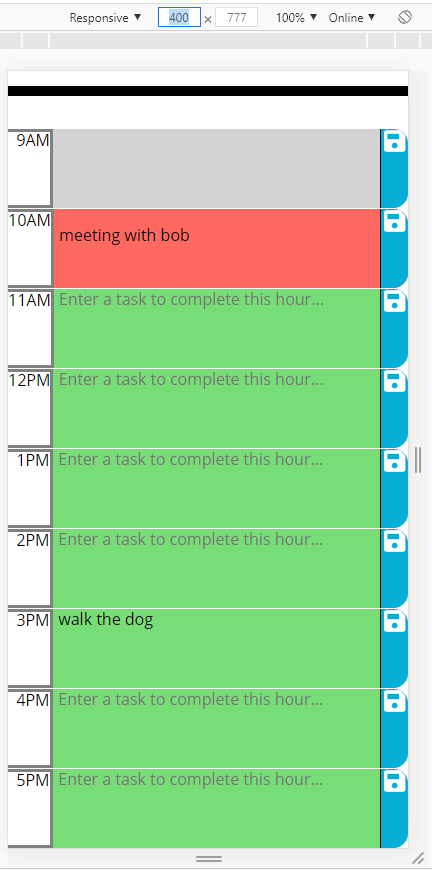 Responsive ▼ 400 × 777 100% ▼ Online ▼
9AM
10AM
meeting with bob
11AM Enter a task to complete this hour...
12PM Enter a task to complete this hour...
1PM Enter a task to complete this hour...
2PM Enter a task to complete this hour...
3PM walk the dog
4PM Enter a task to complete this hour...
5PM Enter a task to complete this hour...